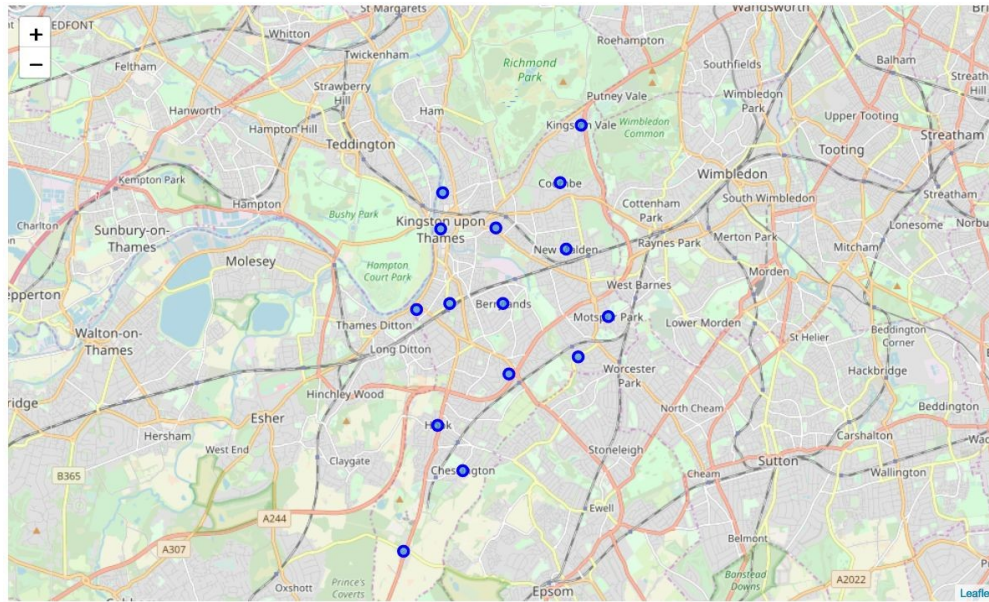 St Margarets
Wandsworth
+
EDFONT
Whitton
−
Roehampton
Twickenham
Feltham
Richmond
Park
Southfields
Balham
Strawberry
Hill
Putney Vale
Wimbledon
Park
Hanworth
Ham
Hampton Hill
Wimbledon
Common
Upper Tooting
Streatham
Teddington
Tooting
Kempton Park
Wimbledon
Hampton
Bushy Park
Cottenham
Park
South Wimbledon
Streatham
Charlton
Sunbury-on-
Thames
Kingston upon
Thames
Lonesome
Raynes Park
Merton Park
Mitcham
Molesey
Hampton
Court Park
Morden
West Barnes
Thames Ditton
Lower Morden
Walton-on-
Thames
St Helier
Beddington
Corner
Long Ditton
Worcester
Park
Hackbridge
Hinchley Wood
North Cheam
Beddington
Esher
Hersham
West End
Stoneleigh
Carshalton
Claygate
Sutton
B365
Cheam
Wallington
Ewell
A244
Belmont
A307
Prince's
Coverts
Banstead
Downs
A2022
Oxshott
Epsom